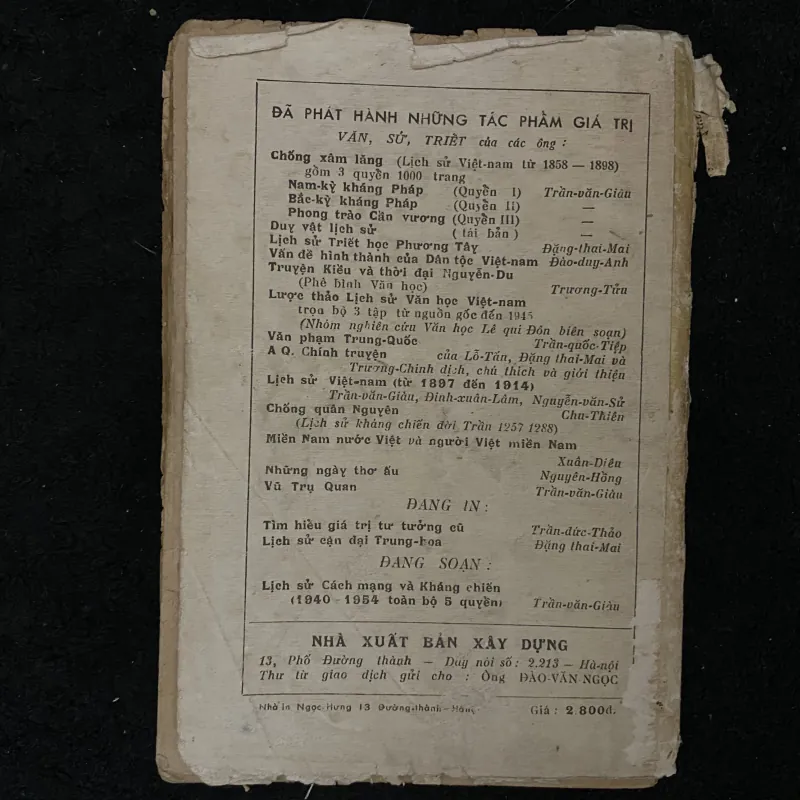 ĐÃ PHÁT HÀNH NHỮNG TÁC PHẨM GIÁ TRỊ
VĂN, SỬ, TRIẾT của các ông :
Chống xâm lăng (Lịch sử Việt-nam từ 1858 — 1898)
gồm 3 quyển 1000 trang
Nam-kỳ kháng Pháp (Quyển I) Trần-văn-Giàu
Bắc-kỳ kháng Pháp (Quyển II) —
Phong trào Cần vương (Quyển III) —
Duy vật lịch sử ( tái bản ) —
Lịch sử Triết học Phương Tây Đặng-thai-Mai
Vấn đề hình thành của Dân tộc Việt-nam Đào-duy-Anh
Truyện Kiều và thời đại Nguyễn-Du
(Phê bình Văn học) Trương-Tửu
Lược thảo Lịch sử Văn học Việt-nam
trọn bộ 3 tập từ nguồn gốc đến 1945
(Nhóm nghiên cứu Văn học Lê quí Đôn biên soạn)
Văn phạm Trung-Quốc Trần-quốc-Tiệp
A Q. Chính truyện của Lỗ-Tấn, Đặng thai-Mai và
Trương-Chính dịch, chú thích và giới thiện
Lịch sử Việt-nam (từ 1897 đến 1914)
Trần-văn-Giàu, Đinh-xuân-Lâm, Nguyễn-văn-Sử
Chống quân Nguyên Chu-Thiên
(Lịch sử kháng chiến đời Trần 1257 1288)
Miền Nam nước Việt và người Việt miền Nam
Xuân-Diệu
Những ngày thơ ấu Nguyên-Hồng
Vũ Trụ Quan Trần-văn-Giàu
ĐANG IN :
Tìm hiểu giá trị tư tưởng cũ Trần-đức-Thảo
Lịch sử cận đại Trung-hoa Đặng thai-Mai
ĐANG SOẠN :
Lịch sử Cách mạng và Kháng chiến
(1940 - 1954 toàn bộ 5 quyển) Trần-văn-Giàu
NHÀ XUẤT BẢN XÂY DỰNG
13, Phố Đường thành — Dây nói số : 2.213 — Hà-nội
Thư từ giao dịch gửi cho : Ông ĐÀO-VĂN NGỌC
Nhà in Ngọc-Hưng 13 Đường-thành -
Giá : 2.800đ.